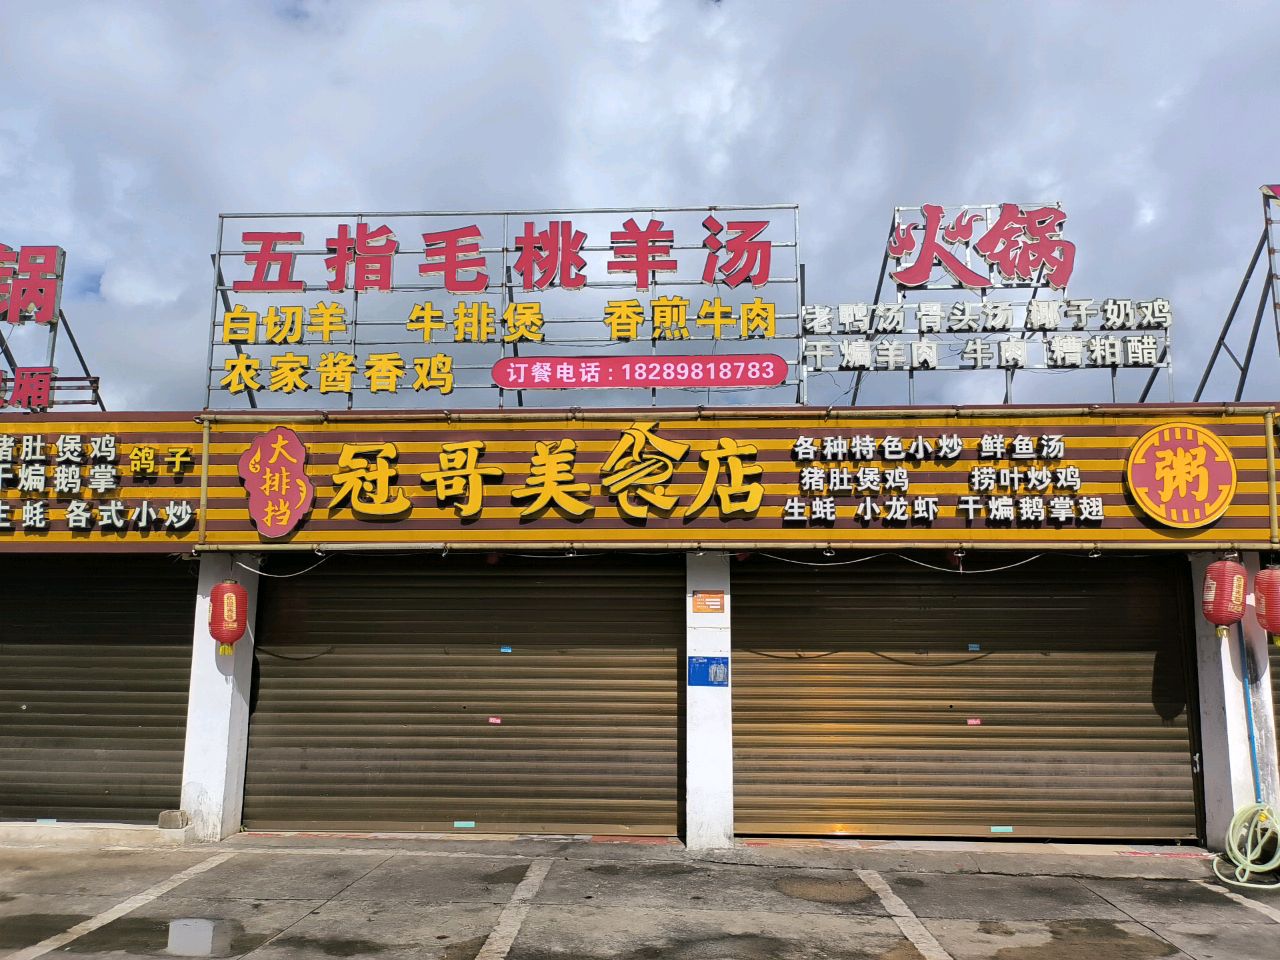 五指毛桃羊汤
白切羊 牛排煲 香煎牛肉
农家酱香鸡
订餐电话：18289818783
火锅
老鸭汤 骨头汤 椰子奶鸡
干煸羊肉 牛肉 糟粕醋
锅
厢
猪肚煲鸡 鸽子
干煸鹅掌
生蚝 各式小炒
大排挡
冠哥美食店
各种特色小炒 鲜鱼汤
猪肚煲鸡 捞叶炒鸡
生蚝 小龙虾 干煸鹅掌翅
粥